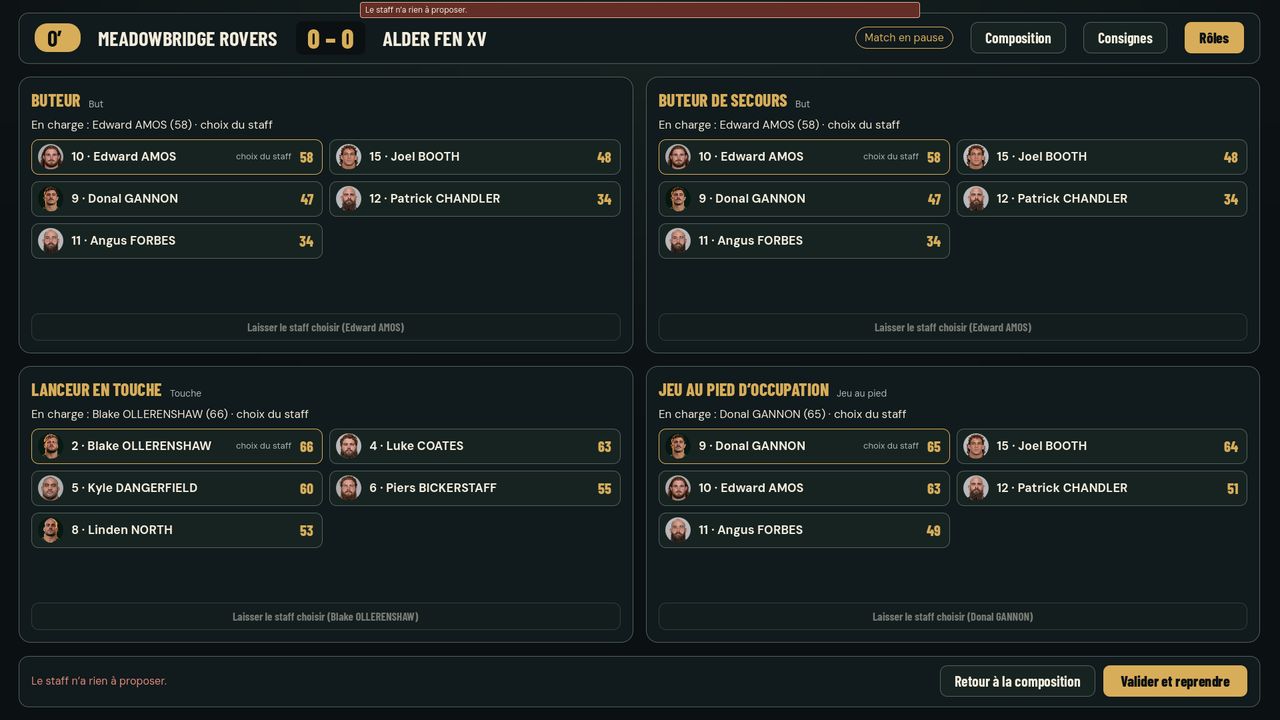 Le staff n'a rien à proposer.
0' MEADOWBRIDGE ROVERS 0 – 0 ALDER FEN XV Match en pause Composition Consignes Rôles
BUTEUR But
En charge : Edward AMOS (58) · choix du staff
10 · Edward AMOS choix du staff 58
15 · Joel BOOTH 48
9 · Donal GANNON 47
12 · Patrick CHANDLER 34
11 · Angus FORBES 34
Laisser le staff choisir (Edward AMOS)
BUTEUR DE SECOURS But
En charge : Edward AMOS (58) · choix du staff
10 · Edward AMOS choix du staff 58
15 · Joel BOOTH 48
9 · Donal GANNON 47
12 · Patrick CHANDLER 34
11 · Angus FORBES 34
Laisser le staff choisir (Edward AMOS)
LANCEUR EN TOUCHE Touche
En charge : Blake OLLERENSHAW (66) · choix du staff
2 · Blake OLLERENSHAW choix du staff 66
4 · Luke COATES 63
5 · Kyle DANGERFIELD 60
6 · Piers BICKERSTAFF 55
8 · Linden NORTH 53
Laisser le staff choisir (Blake OLLERENSHAW)
JEU AU PIED D'OCCUPATION Jeu au pied
En charge : Donal GANNON (65) · choix du staff
9 · Donal GANNON choix du staff 65
15 · Joel BOOTH 64
10 · Edward AMOS 63
12 · Patrick CHANDLER 51
11 · Angus FORBES 49
Laisser le staff choisir (Donal GANNON)
Le staff n'a rien à proposer.
Retour à la composition
Valider et reprendre